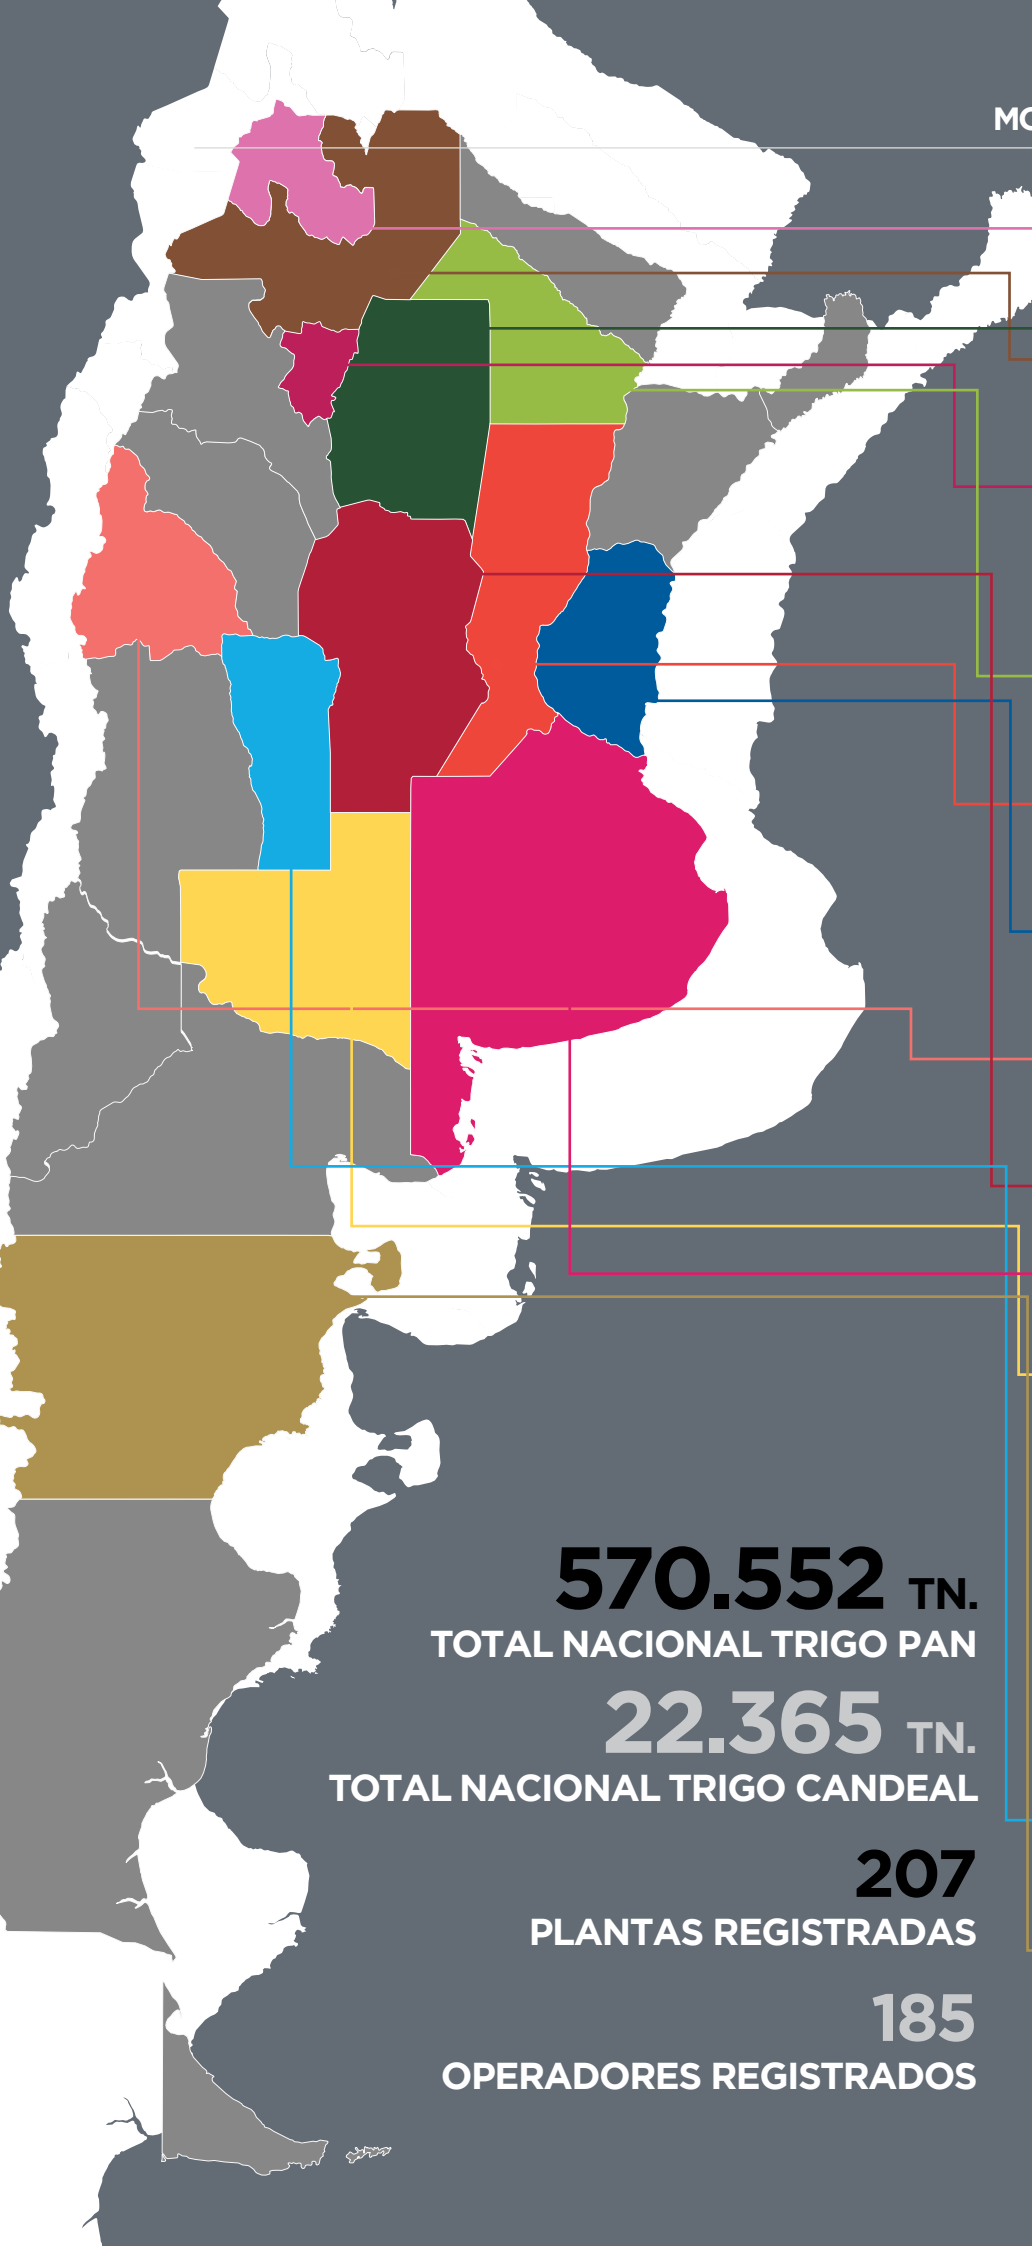 MO
570.552 TN.
TOTAL NACIONAL TRIGO PAN
22.365 TN.
TOTAL NACIONAL TRIGO CANDEAL
207
PLANTAS REGISTRADAS
185
OPERADORES REGISTRADOS